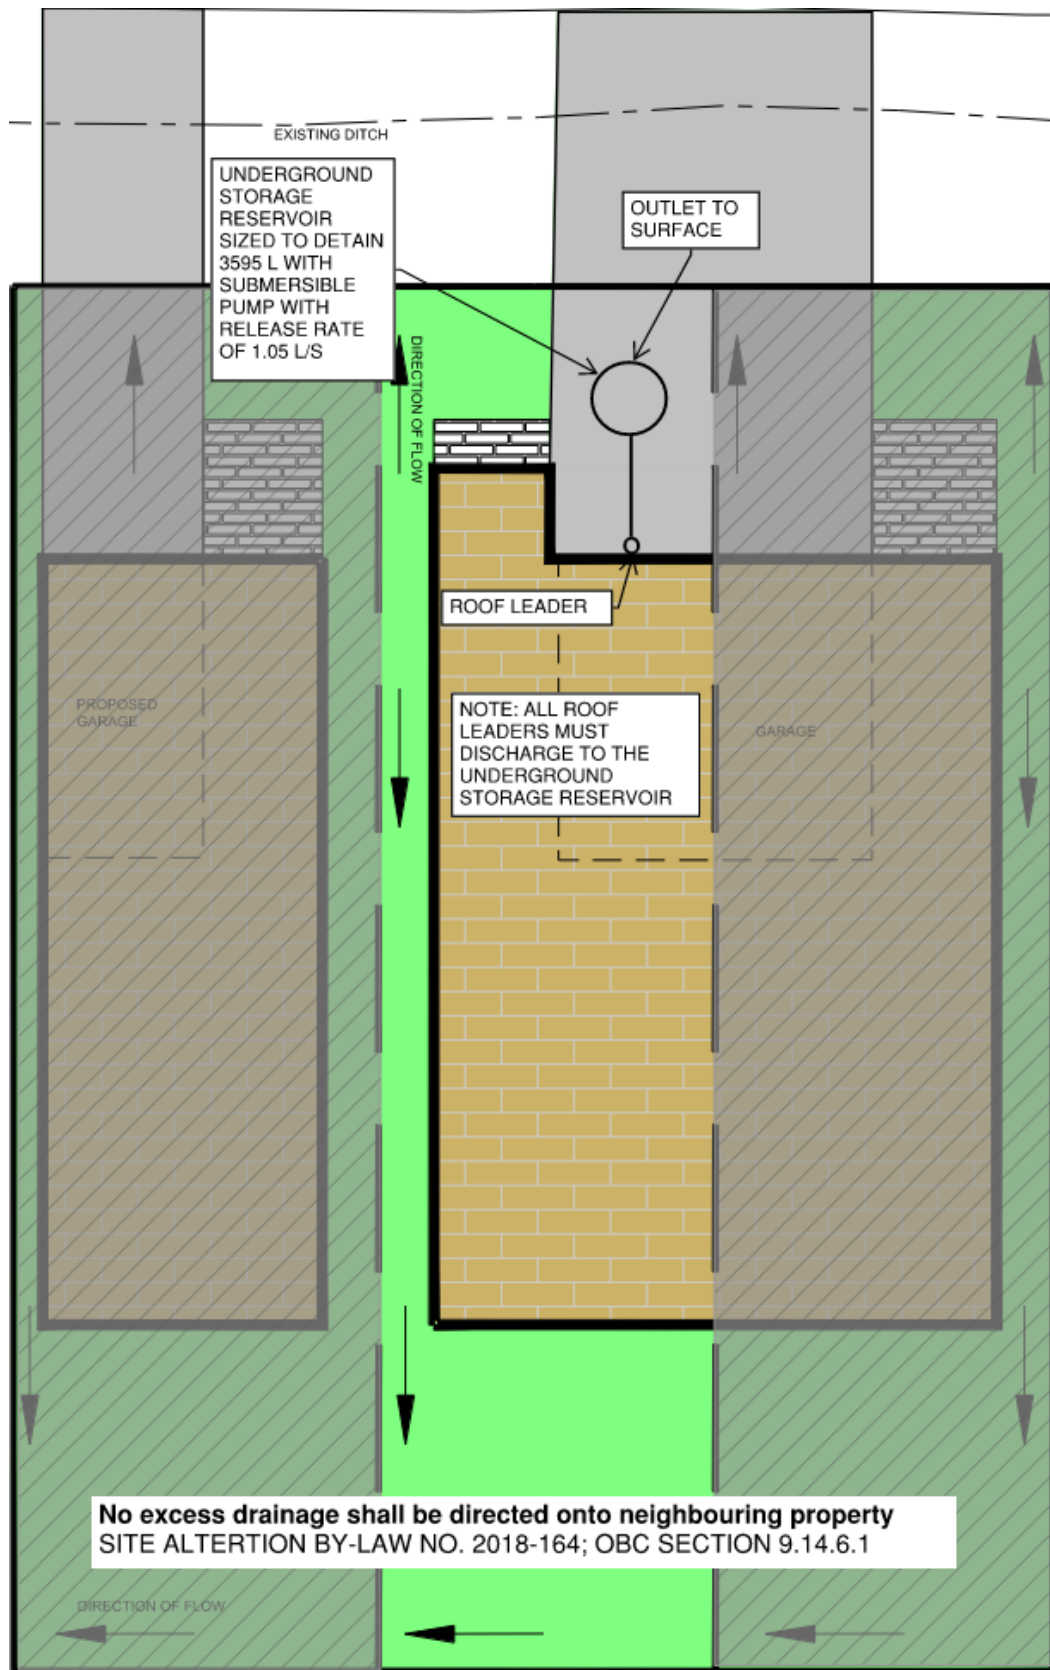 EXISTING DITCH
UNDERGROUND
STORAGE
RESERVOIR
SIZED TO DETAIN
3595 L WITH
SUBMERSIBLE
PUMP WITH
RELEASE RATE
OF 1.05 L/S
OUTLET TO
SURFACE
DIRECTION OF FLOW
ROOF LEADER
PROPOSED
GARAGE
NOTE: ALL ROOF
LEADERS MUST
DISCHARGE TO THE
UNDERGROUND
STORAGE RESERVOIR
GARAGE
No excess drainage shall be directed onto neighbouring property
SITE ALTERTION BY-LAW NO. 2018-164; OBC SECTION 9.14.6.1
DIRECTION OF FLOW